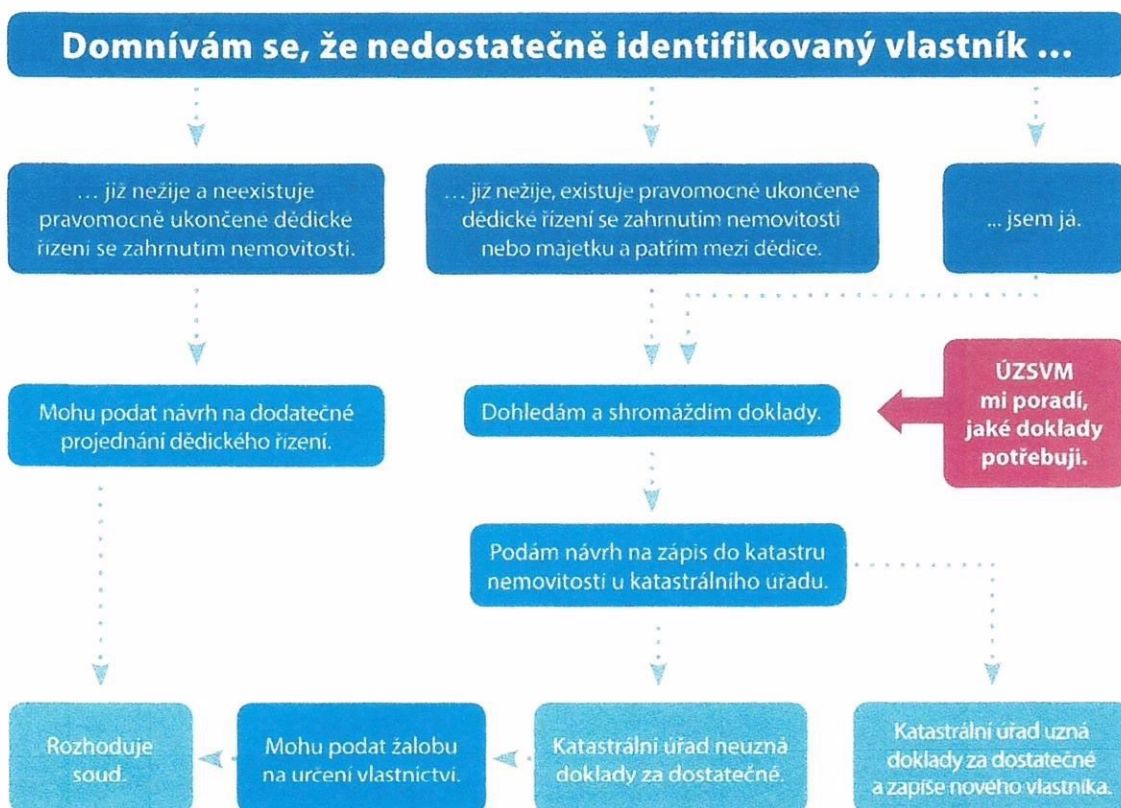 Domnívám se, že nedostatečně identifikovaný vlastník ...
... již nežije a neexistuje
pravomocně ukončené dědické
řízení se zahrnutím nemovitosti.
... již nežije, existuje pravomocně ukončené
dědické řízení se zahrnutím nemovitosti
nebo majetku a patřím mezi dědice.
... jsem já.
Mohu podat návrh na dodatečné
projednání dědického řízení.
Dohledám a shromáždím doklady.
ÚZSVM
mi poradí,
jaké doklady
potřebuji.
Podám návrh na zápis do katastru
nemovitostí u katastrálního úřadu.
Rozhoduje
soud.
Mohu podat žalobu
na určení vlastnictví.
Katastrální úřad neuzná
doklady za dostatečné.
Katastrální úřad uzná
doklady za dostatečné
a zapíše nového vlastníka.